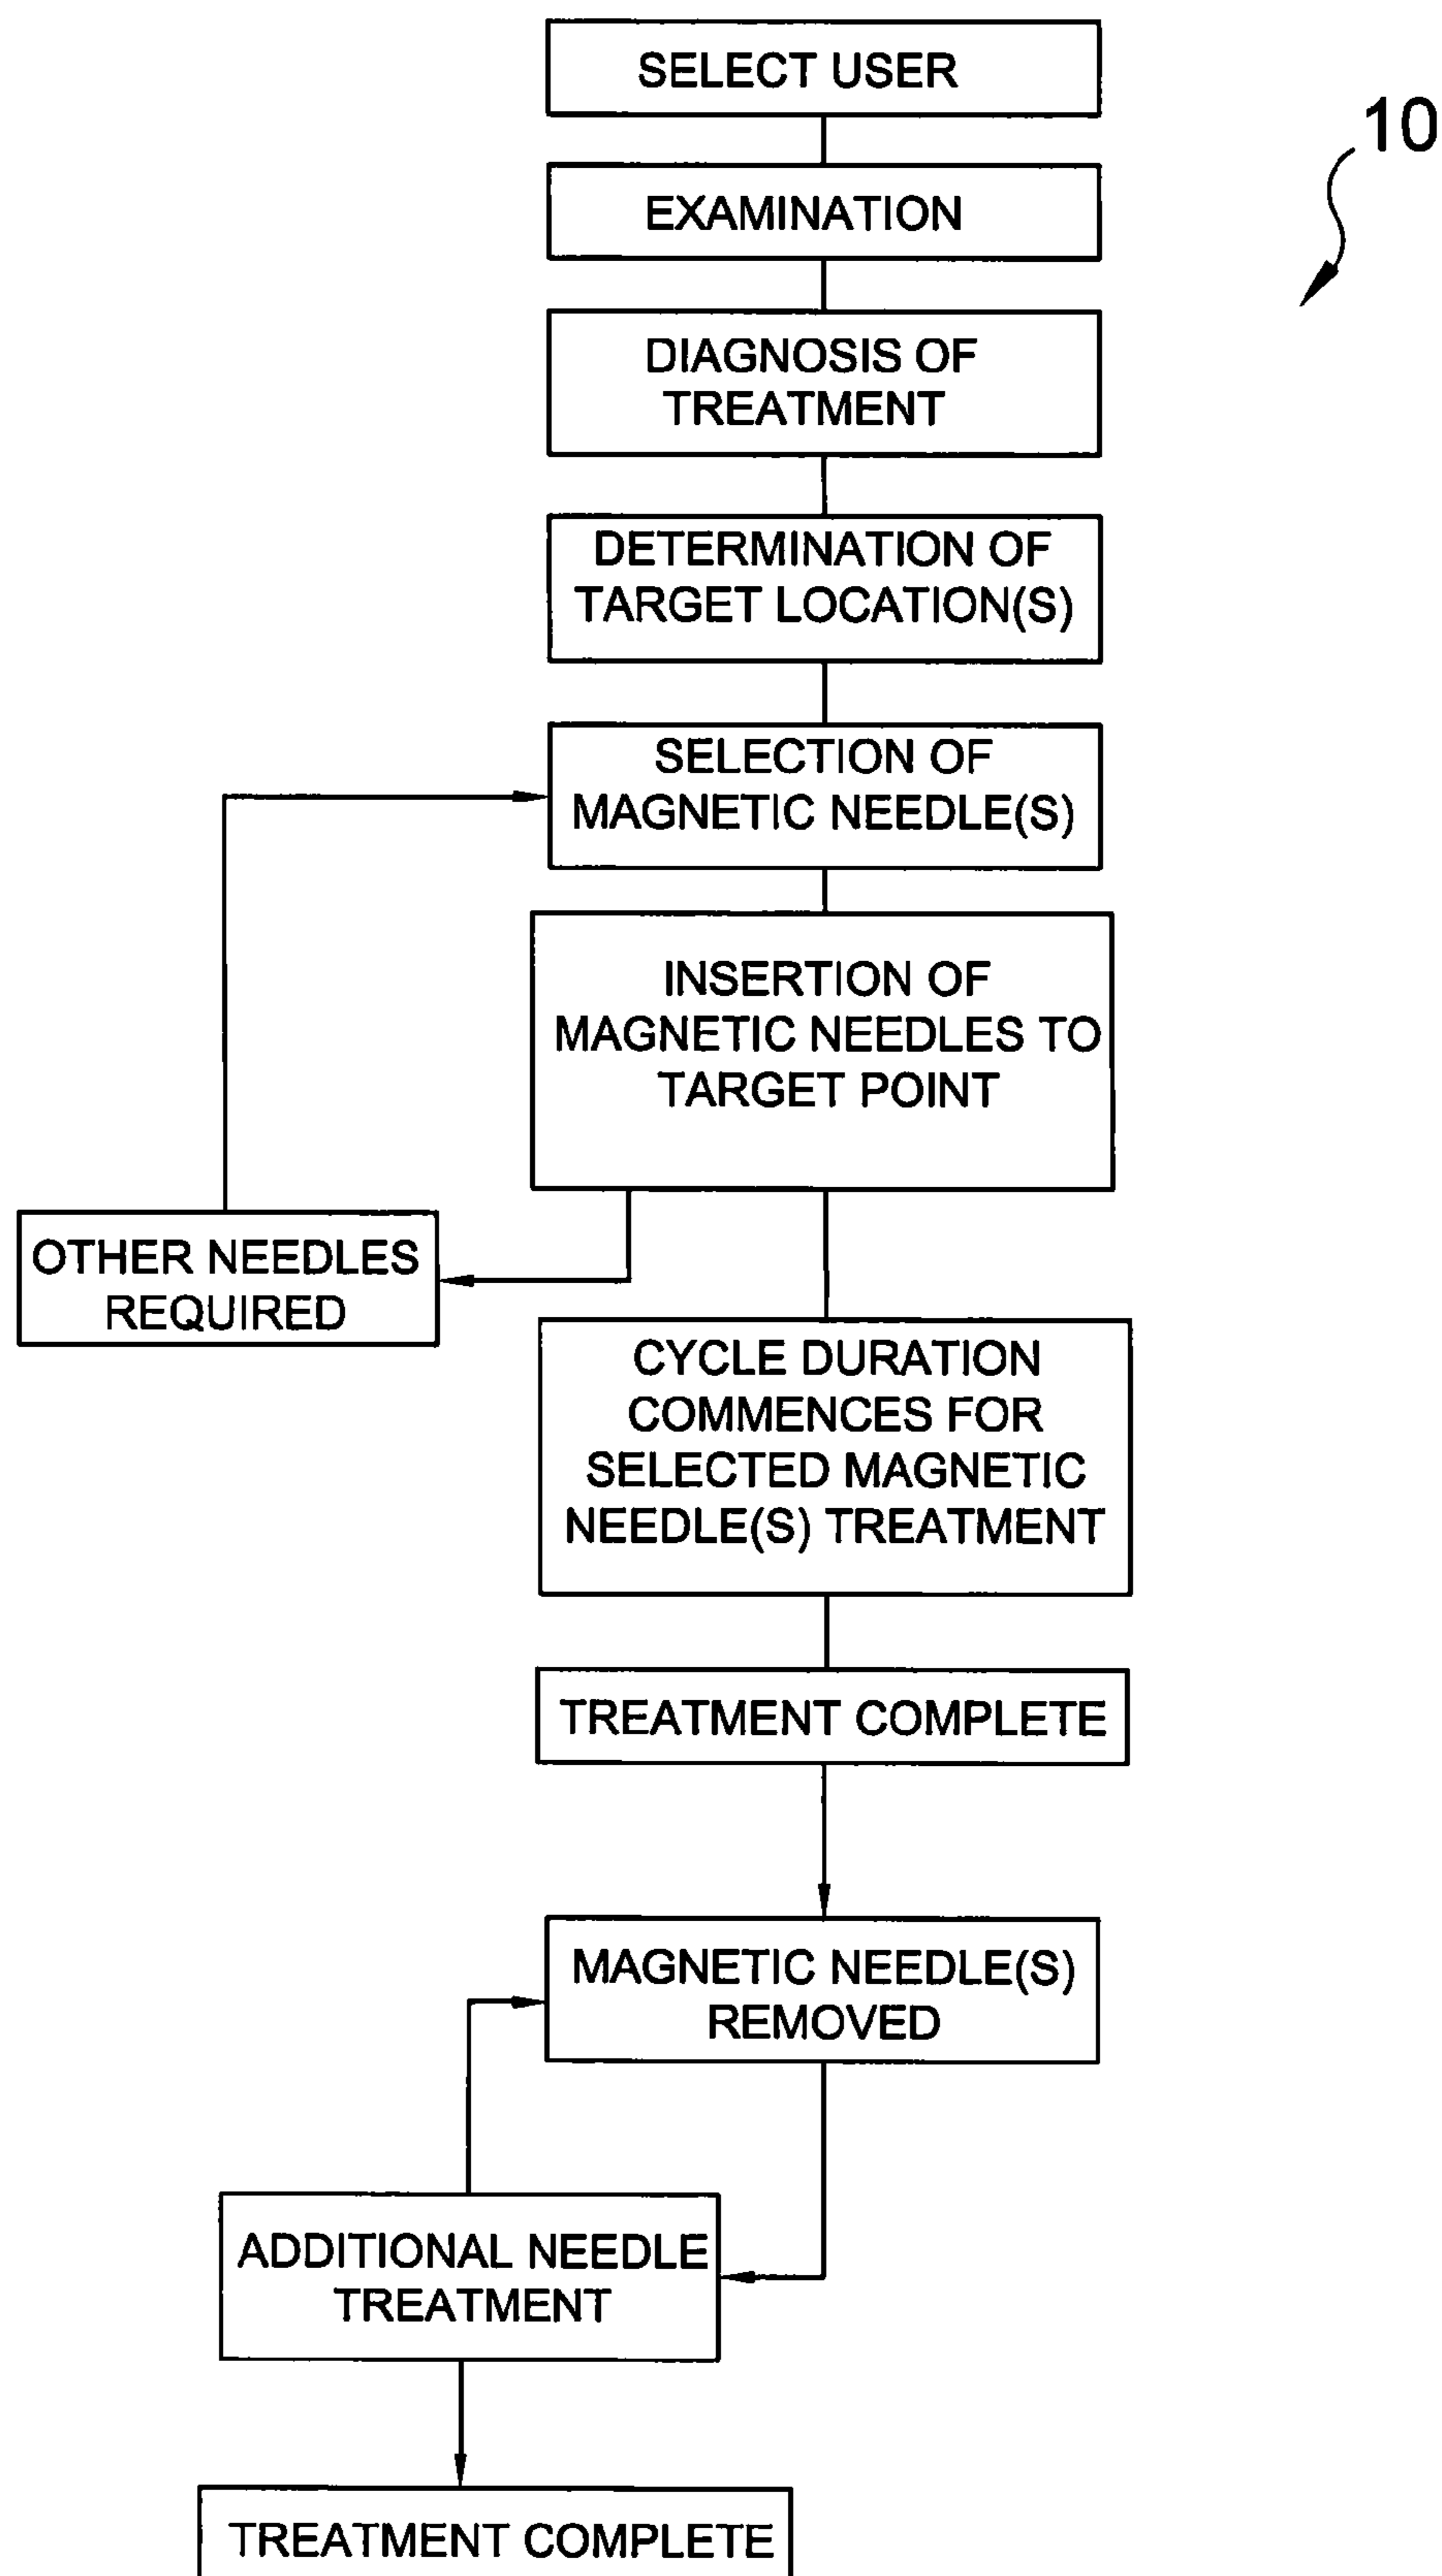 SELECT USER
10
EXAMINATION
DIAGNOSIS OF
TREATMENT
DETERMINATION OF
TARGET LOCATION(S)
SELECTION OF
MAGNETIC NEEDLE(S)
INSERTION OF
MAGNETIC NEEDLES TO
TARGET POINT
OTHER NEEDLES
REQUIRED
CYCLE DURATION
COMMENCES FOR
SELECTED MAGNETIC
NEEDLE(S) TREATMENT
TREATMENT COMPLETE
MAGNETIC NEEDLE(S)
REMOVED
ADDITIONAL NEEDLE
TREATMENT
TREATMENT COMPLETE